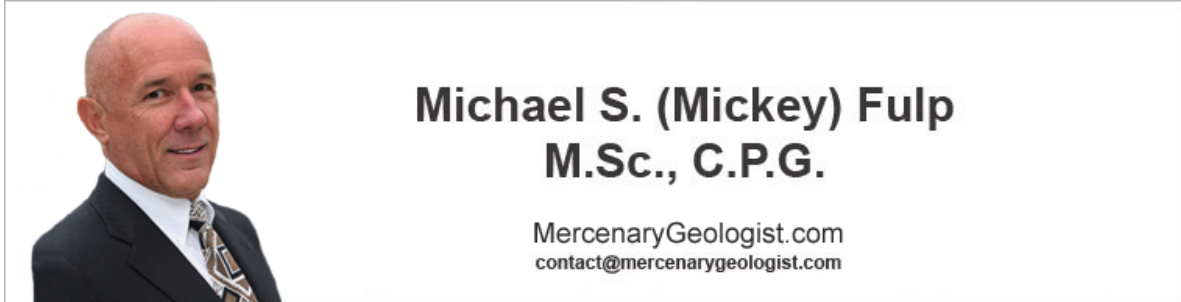 Michael S. (Mickey) Fulp
M.Sc., C.P.G.
MercenaryGeologist.com
contact@mercenarygeologist.com